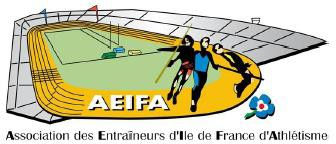 AEIFA
Association des Entraîneurs d'Ile de France d'Athlétisme